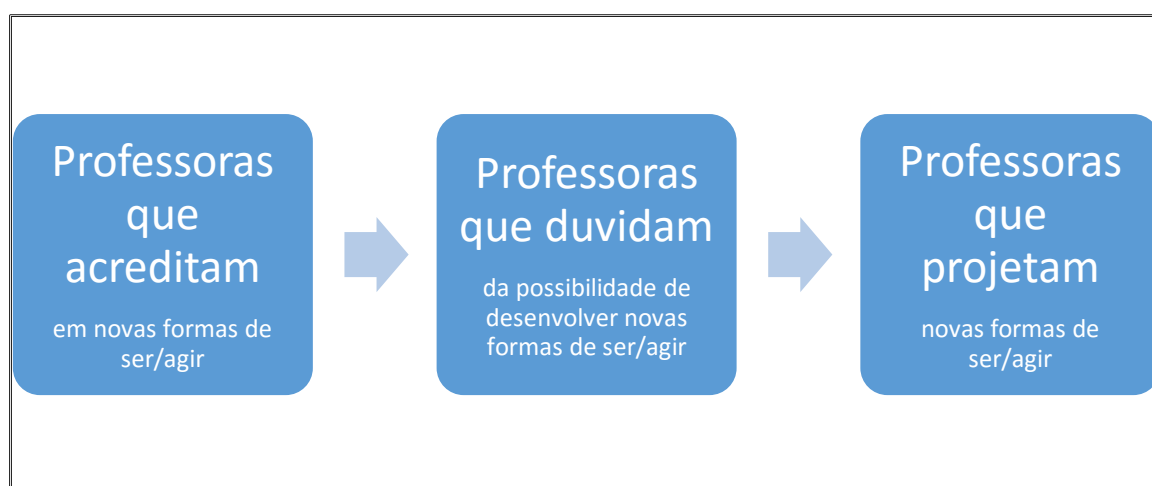 Professoras
que
acreditam
em novas formas de
ser/agir
Professoras
que duvidam
da possibilidade de
desenvolver novas
formas de ser/agir
Professoras
que
projetam
novas formas de
ser/agir